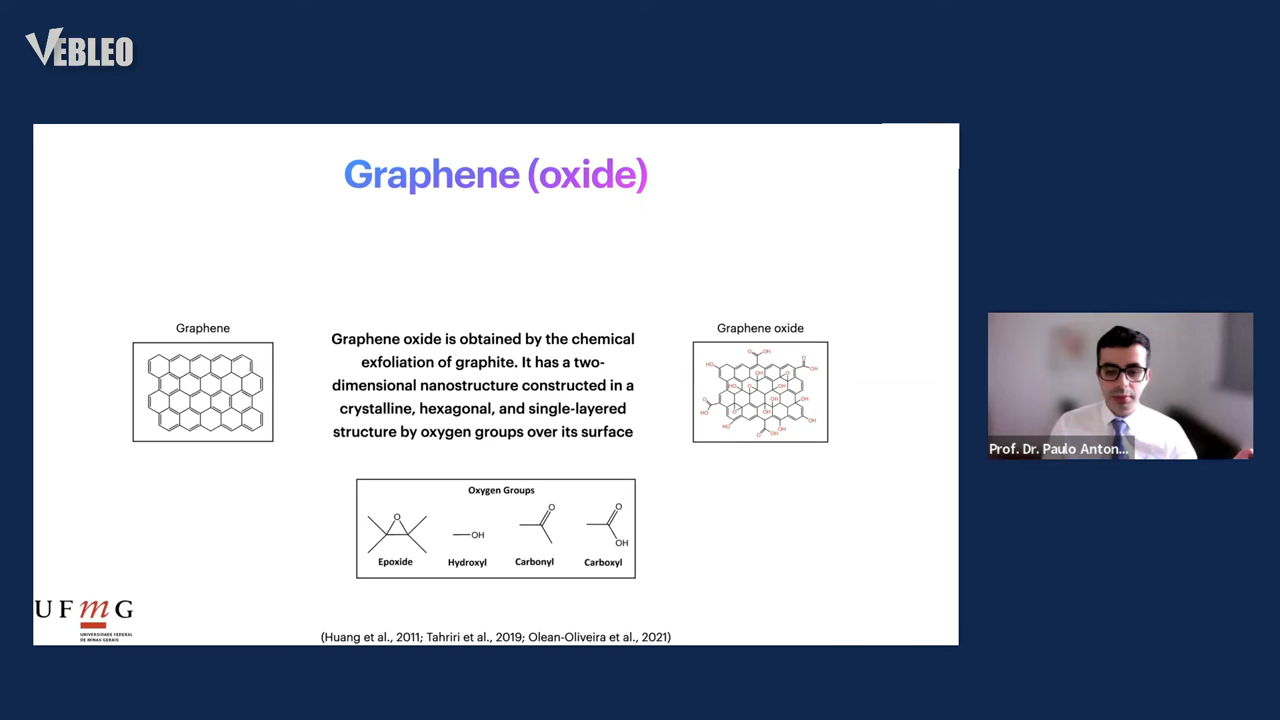 VEBLEO
Graphene (oxide)
Graphene
Graphene oxide is obtained by the chemical
exfoliation of graphite. It has a two-
dimensional nanostructure constructed in a
crystalline, hexagonal, and single-layered
structure by oxygen groups over its surface
Graphene oxide
Oxygen Groups
O
OH
O
O
OH
Epoxide
Hydroxyl
Carbonyl
Carboxyl
Prof. Dr. Paulo Anton...
UFmG
UNIVERSIDADE FEDERAL
DE MINAS GERAIS
(Huang et al., 2011; Tahriri et al., 2019; Olean-Oliveira et al., 2021)